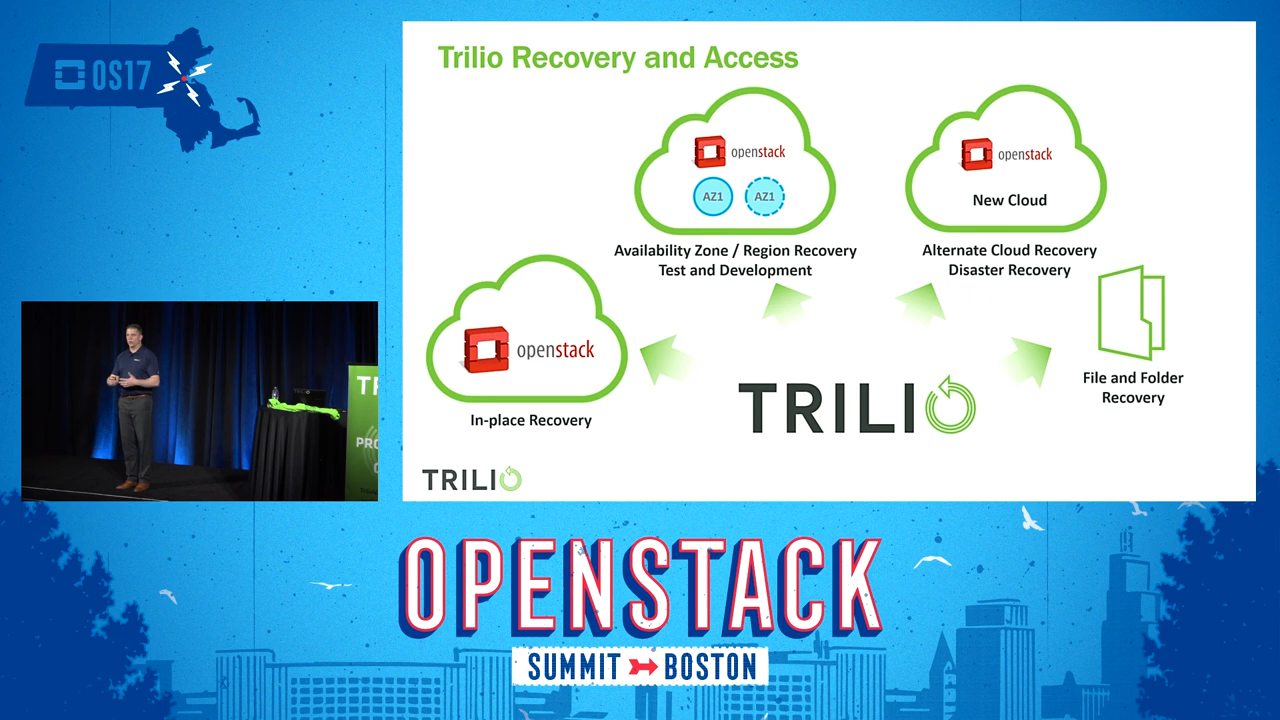 OS17
Trilio Recovery and Access
openstack
AZ1
AZ1
Availability Zone / Region Recovery
Test and Development
openstack
New Cloud
Alternate Cloud Recovery
Disaster Recovery
openstack
In-place Recovery
File and Folder
Recovery
TRILIO
TRILIO
OPENSTACK
SUMMIT BOSTON